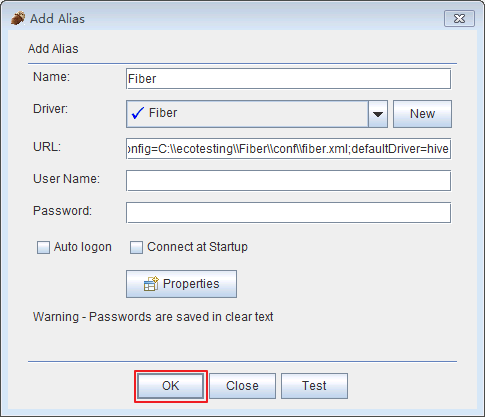 Add Alias
Add Alias
Name: Fiber
Driver: Fiber New
URL: onfig=C:\\ecotesting\\Fiber\\conf\\fiber.xml;defaultDriver=hive
User Name:
Password:
Auto logon Connect at Startup
Properties
Warning - Passwords are saved in clear text
OK Close Test